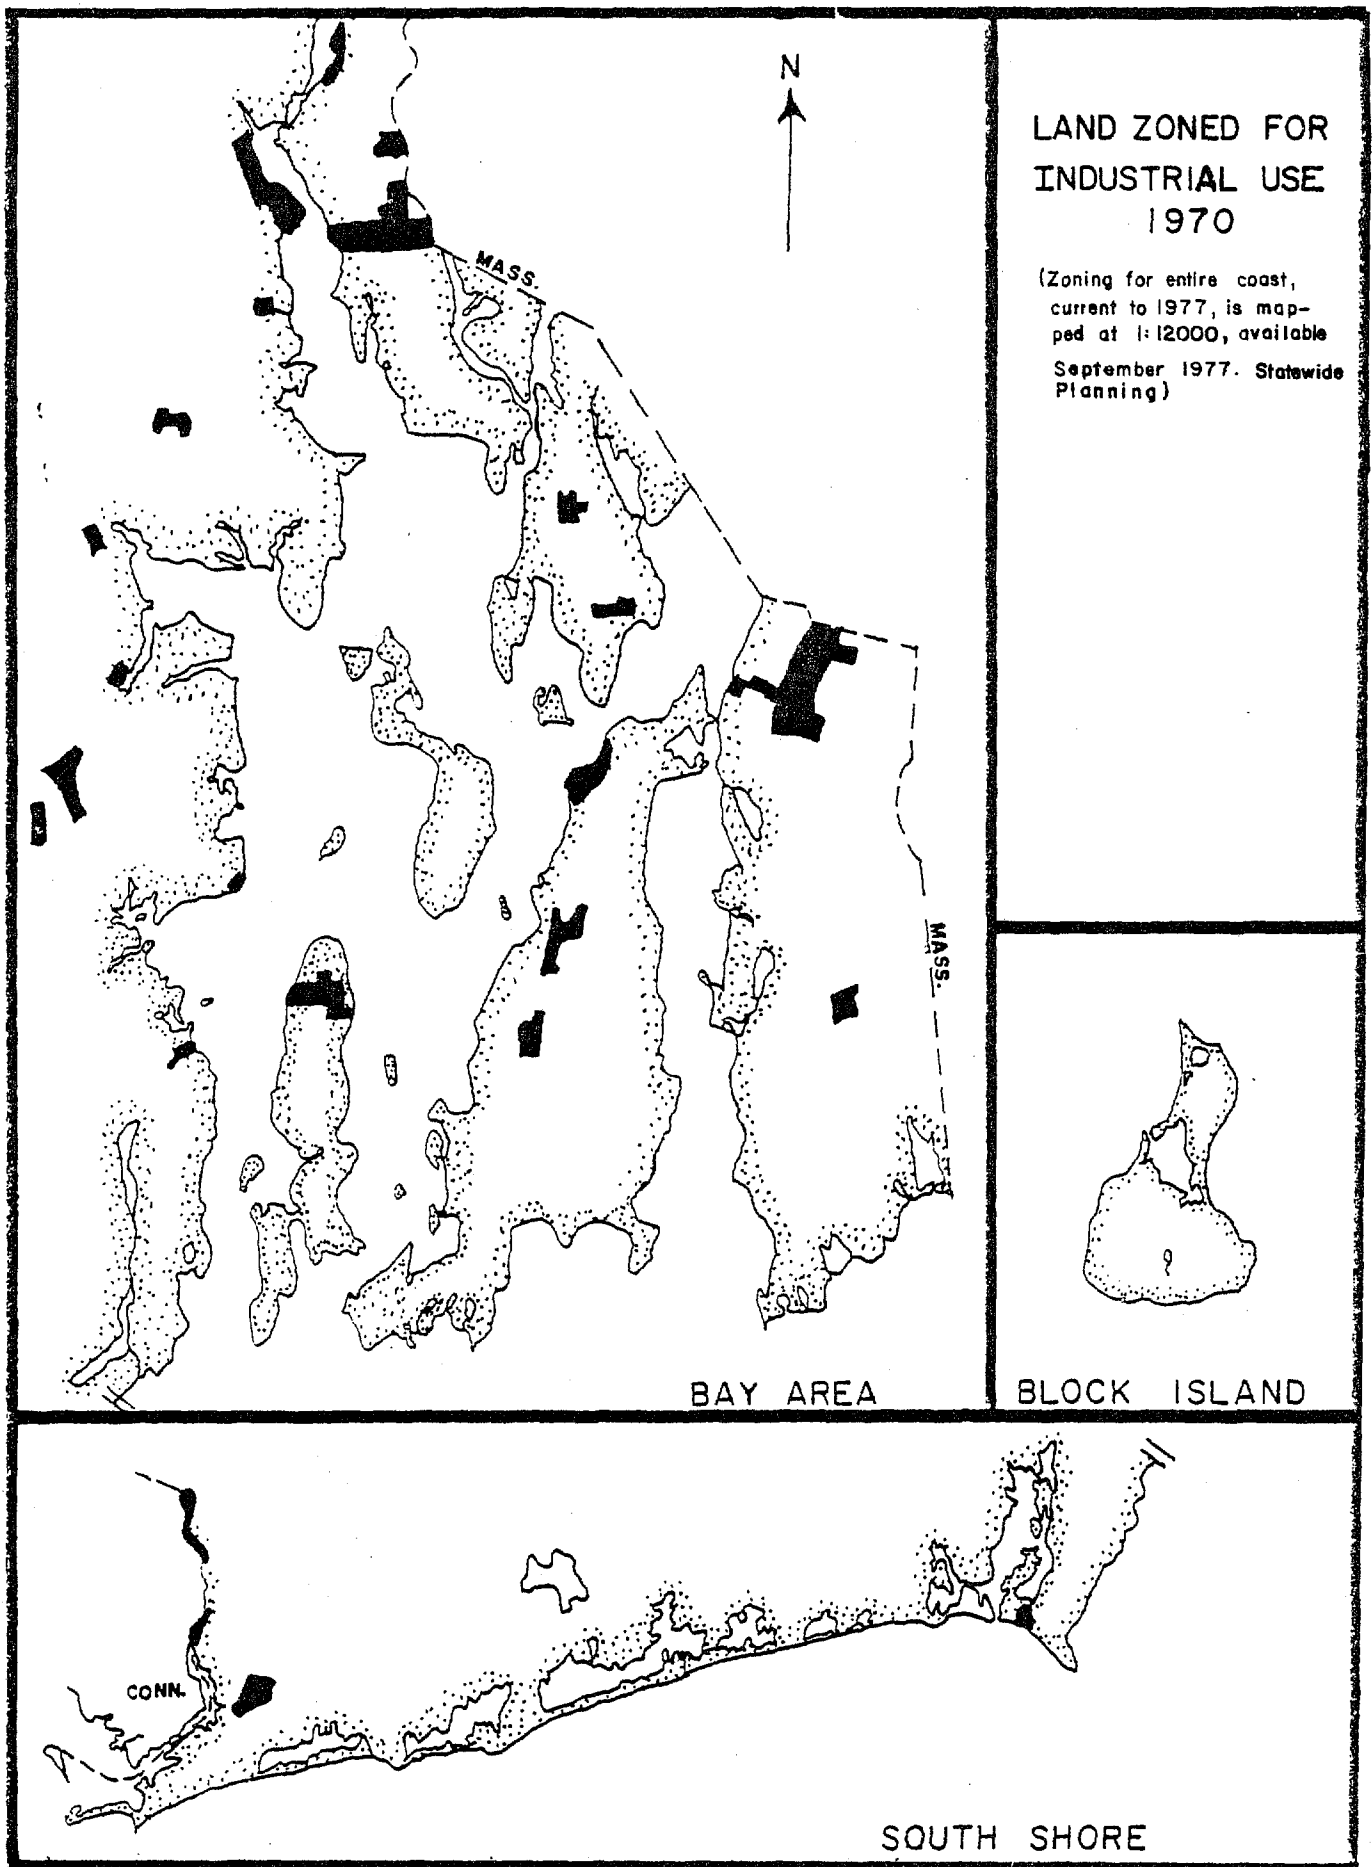 N
LAND ZONED FOR
INDUSTRIAL USE
1970
(Zoning for entire coast,
current to 1977, is map-
ped at 1:12000, available
September 1977. Statewide
Planning)
MASS
MASS.
BAY AREA
BLOCK ISLAND
CONN.
SOUTH SHORE